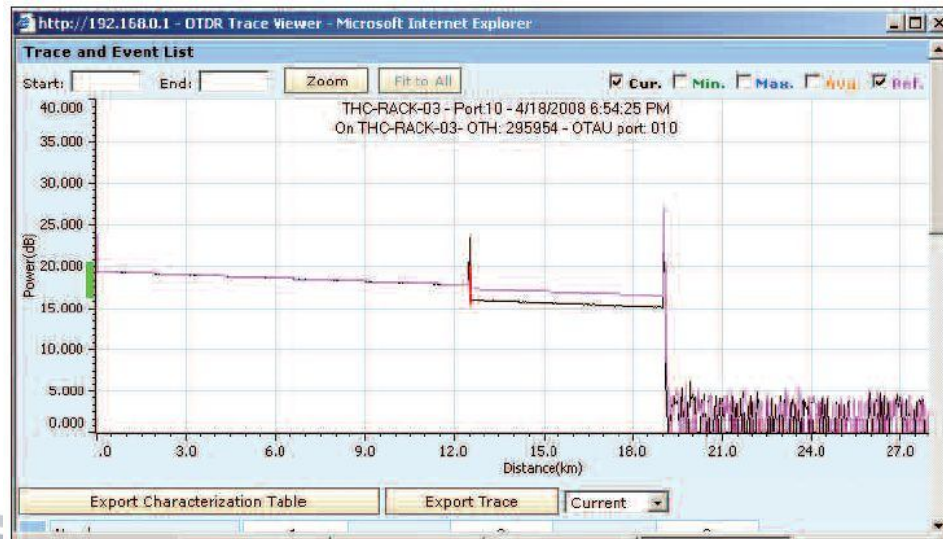 http://192.168.0.1 - OTDR Trace Viewer - Microsoft Internet Explorer
Trace and Event List
Start: End: Zoom Fit to All Cur. Min. Max. Avg. Ref.
THC-RACK-03 - Port10 - 4/18/2008 6:54:25 PM
On THC-RACK-03- OTH: 295954 - OTAU port: 010
40.000
35.000
30.000
25.000
20.000
15.000
10.000
5.000
0.000
Power(dB)
.0 3.0 6.0 9.0 12.0 15.0 18.0 21.0 24.0 27.0
Distance(km)
Export Characterization Table Export Trace Current